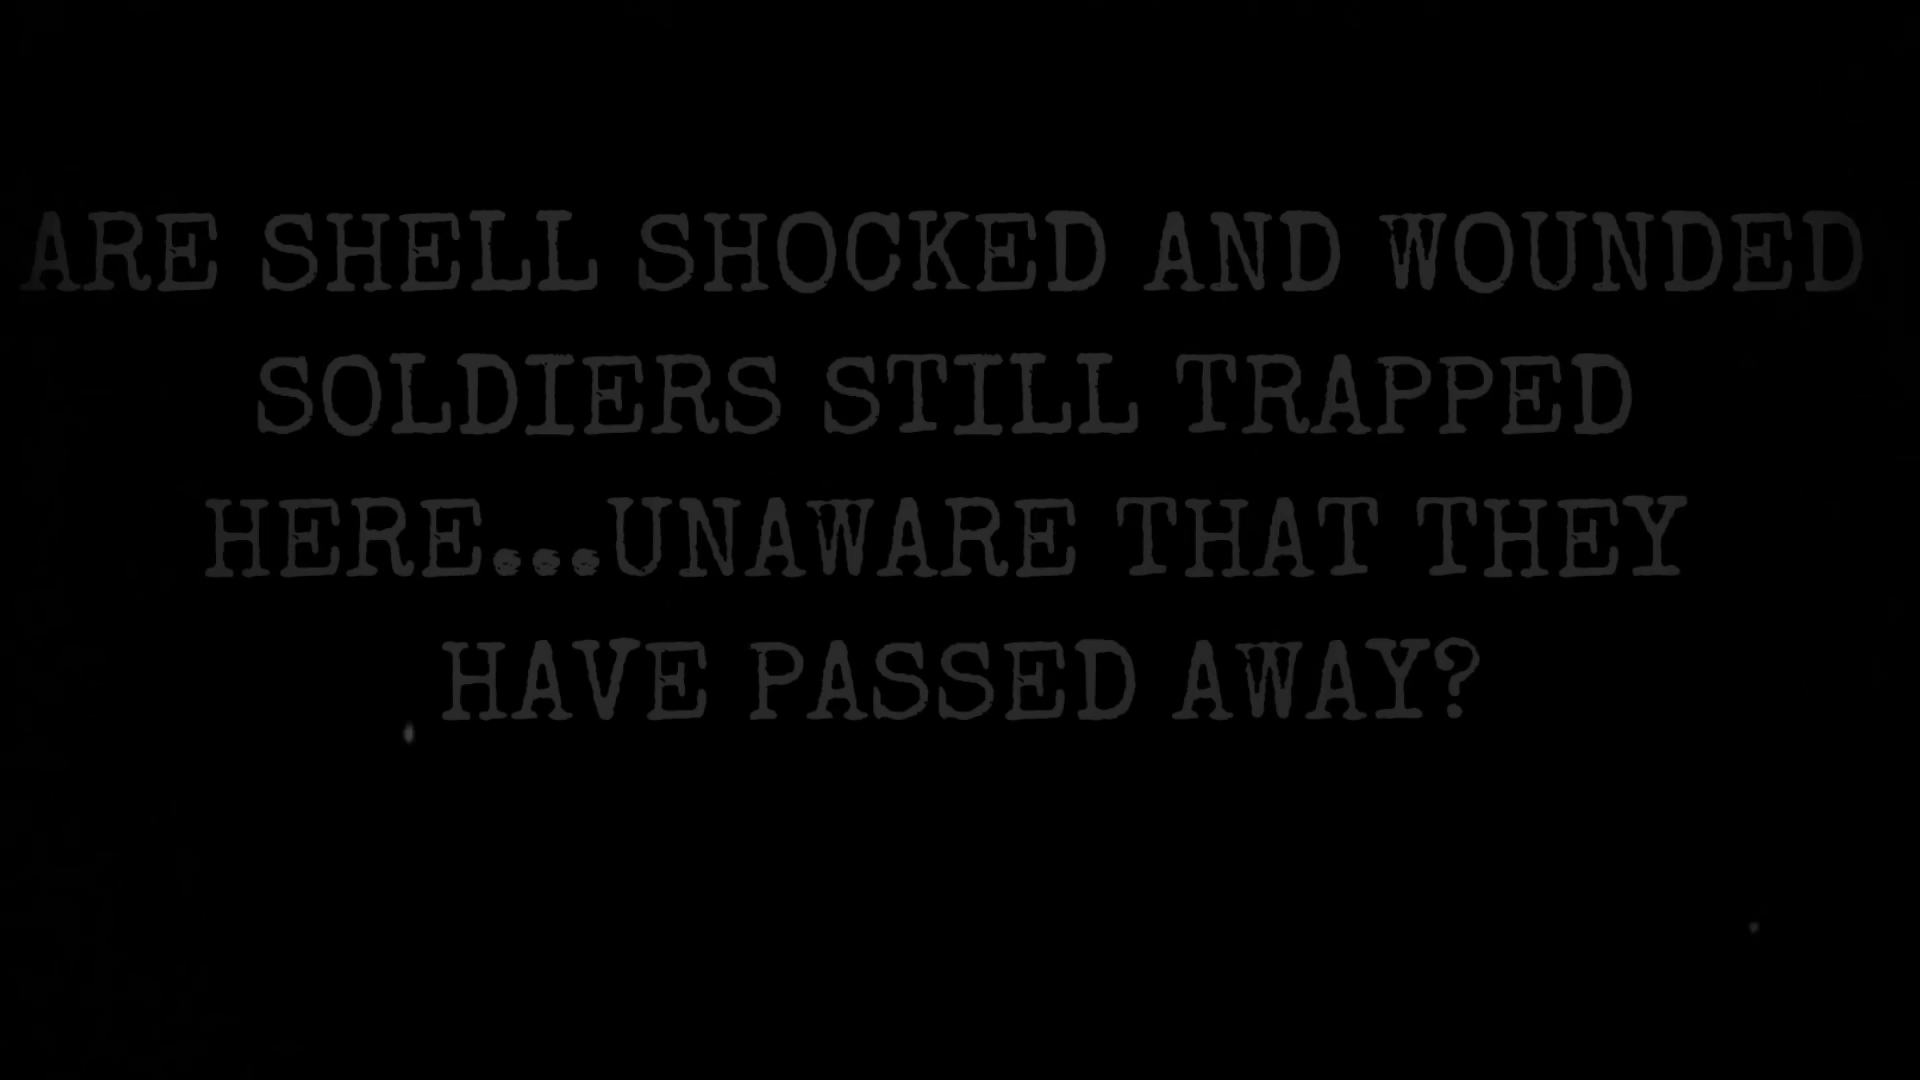 ARE SHELL SHOCKED AND WOUNDED
SOLDIERS STILL TRAPPED
HERE...UNAWARE THAT THEY
HAVE PASSED AWAY?